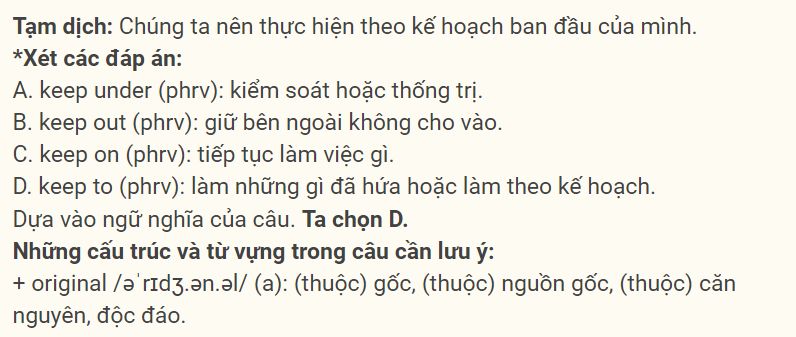 Tạm dịch: Chúng ta nên thực hiện theo kế hoạch ban đầu của mình.
*Xét các đáp án:
A. keep under (phrv): kiểm soát hoặc thống trị.
B. keep out (phrv): giữ bên ngoài không cho vào.
C. keep on (phrv): tiếp tục làm việc gì.
D. keep to (phrv): làm những gì đã hứa hoặc làm theo kế hoạch.
Dựa vào ngữ nghĩa của câu. Ta chọn D.
Những cấu trúc và từ vựng trong câu cần lưu ý:
+ original /əˈrɪdʒ.ən.əl/ (a): (thuộc) gốc, (thuộc) nguồn gốc, (thuộc) căn
nguyên, độc đáo.